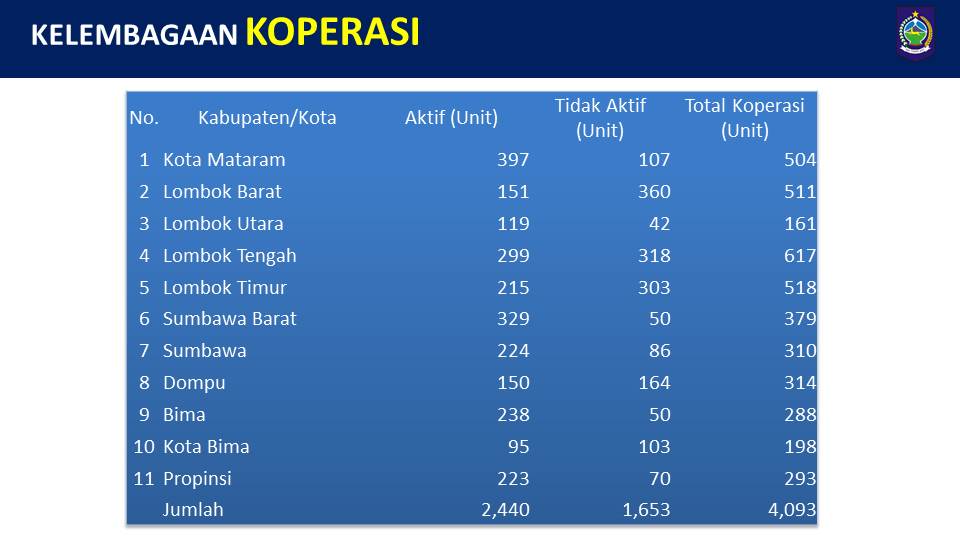 KELEMBAGAAN KOPERASI
No. Kabupaten/Kota Aktif (Unit) Tidak Aktif (Unit) Total Koperasi (Unit)
1 Kota Mataram 397 107 504
2 Lombok Barat 151 360 511
3 Lombok Utara 119 42 161
4 Lombok Tengah 299 318 617
5 Lombok Timur 215 303 518
6 Sumbawa Barat 329 50 379
7 Sumbawa 224 86 310
8 Dompu 150 164 314
9 Bima 238 50 288
10 Kota Bima 95 103 198
11 Propinsi 223 70 293
Jumlah 2,440 1,653 4,093